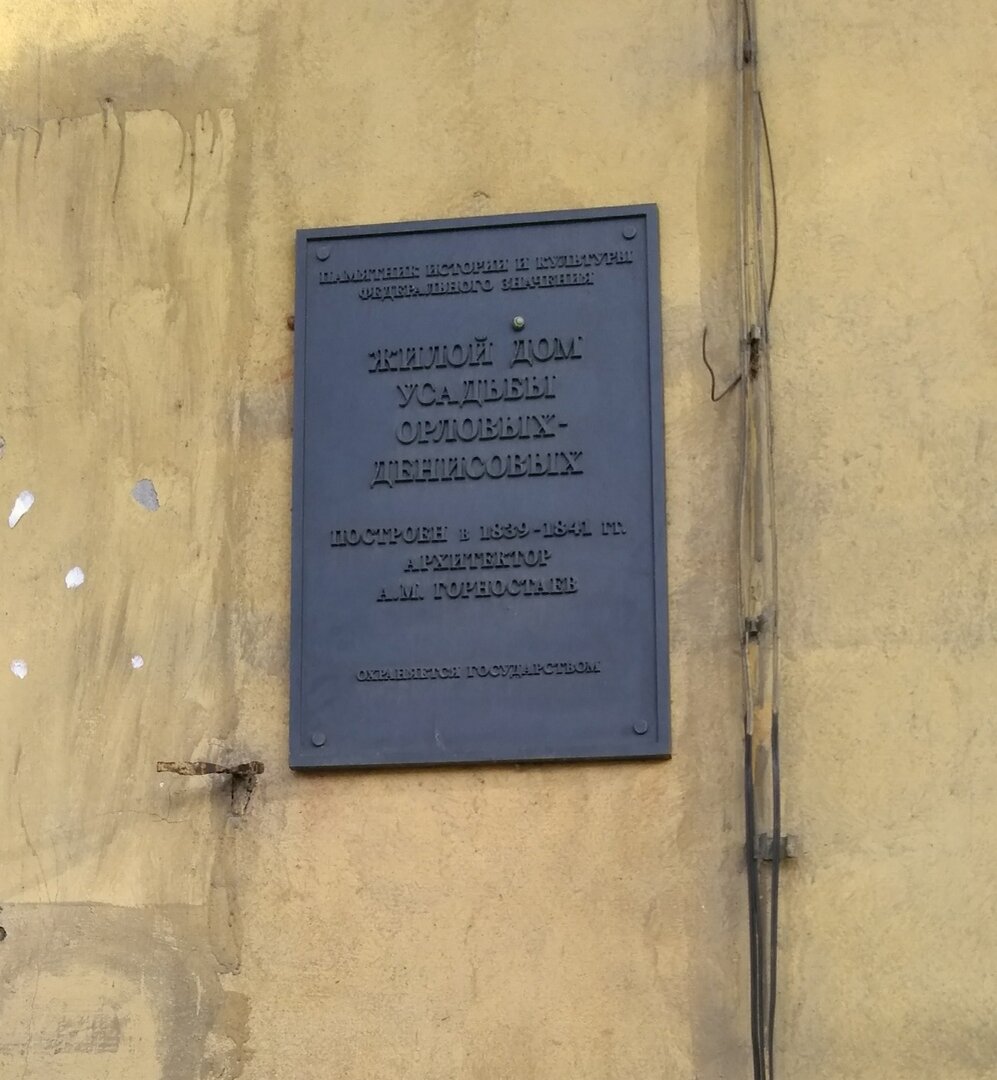 ПАМЯТНИК ИСТОРИИ И КУЛЬТУРЫ
ФЕДЕРАЛЬНОГО ЗНАЧЕНИЯ
ЖИЛОЙ ДОМ
УСАДЬБЫ
ОРЛОВЫХ-
ДЕНИСОВЫХ
ПОСТРОЕН В 1839-1841 ГГ.
АРХИТЕКТОР
А.М. ГОРНОСТАЕВ
ОХРАНЯЕТСЯ ГОСУДАРСТВОМ